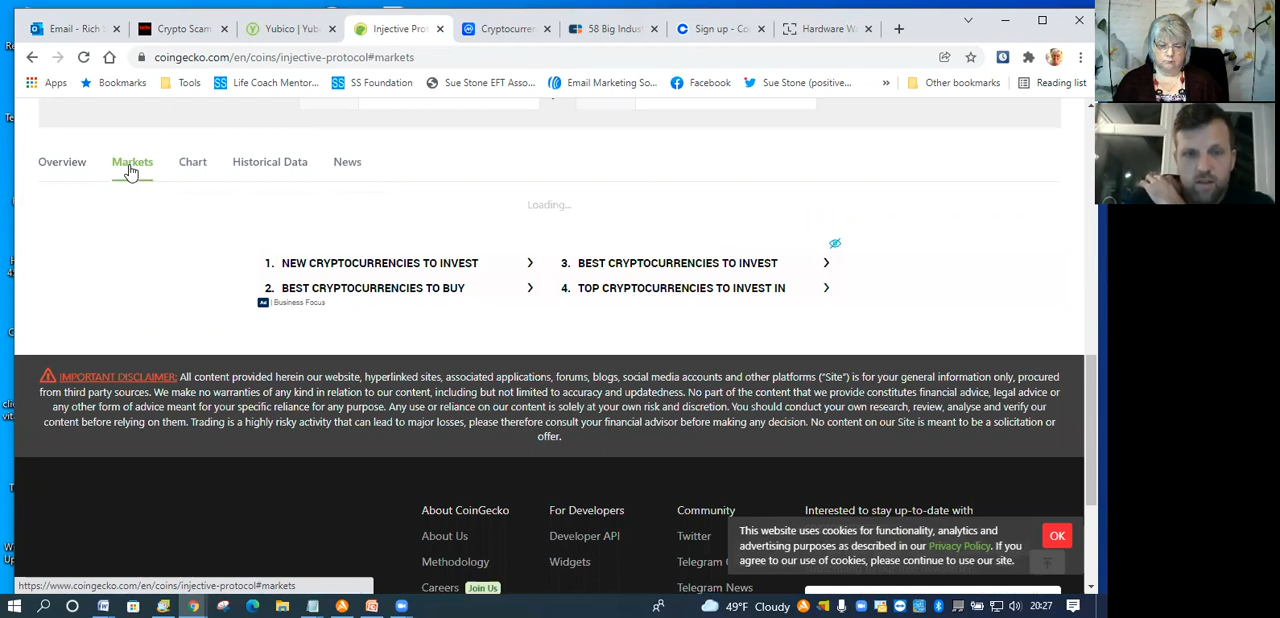 Email - Rich S
Crypto Scam
Yubico | Yub
Injective Prot
Cryptocurren
58 Big Indust
Sign up - Co
Hardware Wa
coingecko.com/en/coins/injective-protocol#markets
Apps
Bookmarks
Tools
Life Coach Mentor...
SS Foundation
Sue Stone EFT Asso...
Email Marketing So...
Facebook
Sue Stone (positive...
»
Other bookmarks
Reading list
Overview
Markets
Chart
Historical Data
News
Loading...
1. NEW CRYPTOCURRENCIES TO INVEST
2. BEST CRYPTOCURRENCIES TO BUY
3. BEST CRYPTOCURRENCIES TO INVEST
4. TOP CRYPTOCURRENCIES TO INVEST IN
Ad | Business Focus
IMPORTANT DISCLAIMER: All content provided herein our website, hyperlinked sites, associated applications, forums, blogs, social media accounts and other platforms ("Site") is for your general information only, procured
from third party sources. We make no warranties of any kind in relation to our content, including but not limited to accuracy and updatedness. No part of the content that we provide constitutes financial advice, legal advice or
any other form of advice meant for your specific reliance for any purpose. Any use or reliance on our content is solely at your own risk and discretion. You should conduct your own research, review, analyse and verify our
content before relying on them. Trading is a highly risky activity that can lead to major losses, please therefore consult your financial advisor before making any decision. No content on our Site is meant to be a solicitation or
offer.
About CoinGecko
About Us
Methodology
Careers Join Us
For Developers
Developer API
Widgets
Community
Twitter
Telegram
Telegram News
Interested to stay up-to-date with
This website uses cookies for functionality, analytics and
advertising purposes as described in our Privacy Policy. If you
agree to our use of cookies, please continue to use our site.
OK
https://www.coingecko.com/en/coins/injective-protocol#markets
49°F Cloudy
20:27